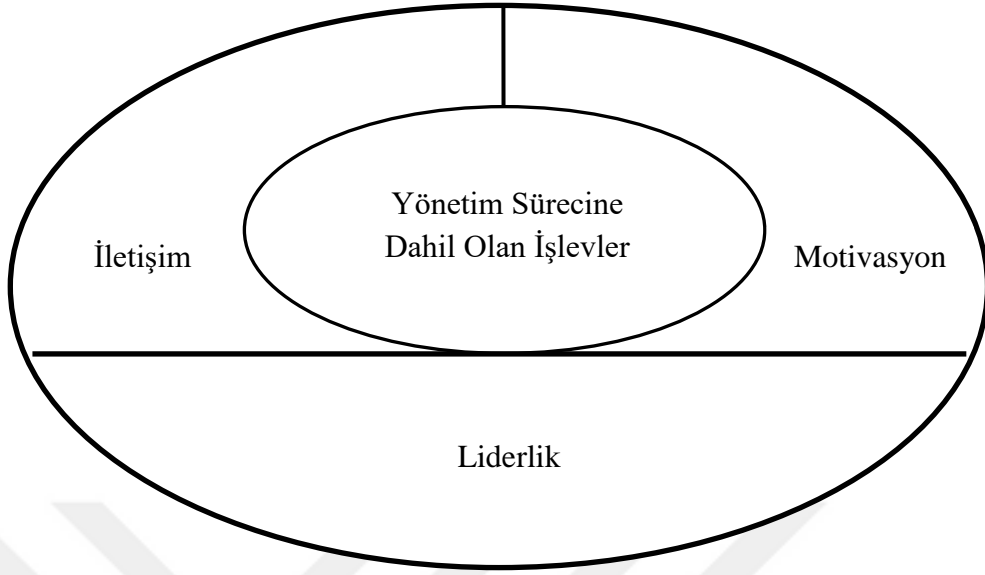 Yönetim Sürecine
Dahil Olan İşlevler
İletişim
Motivasyon
Liderlik